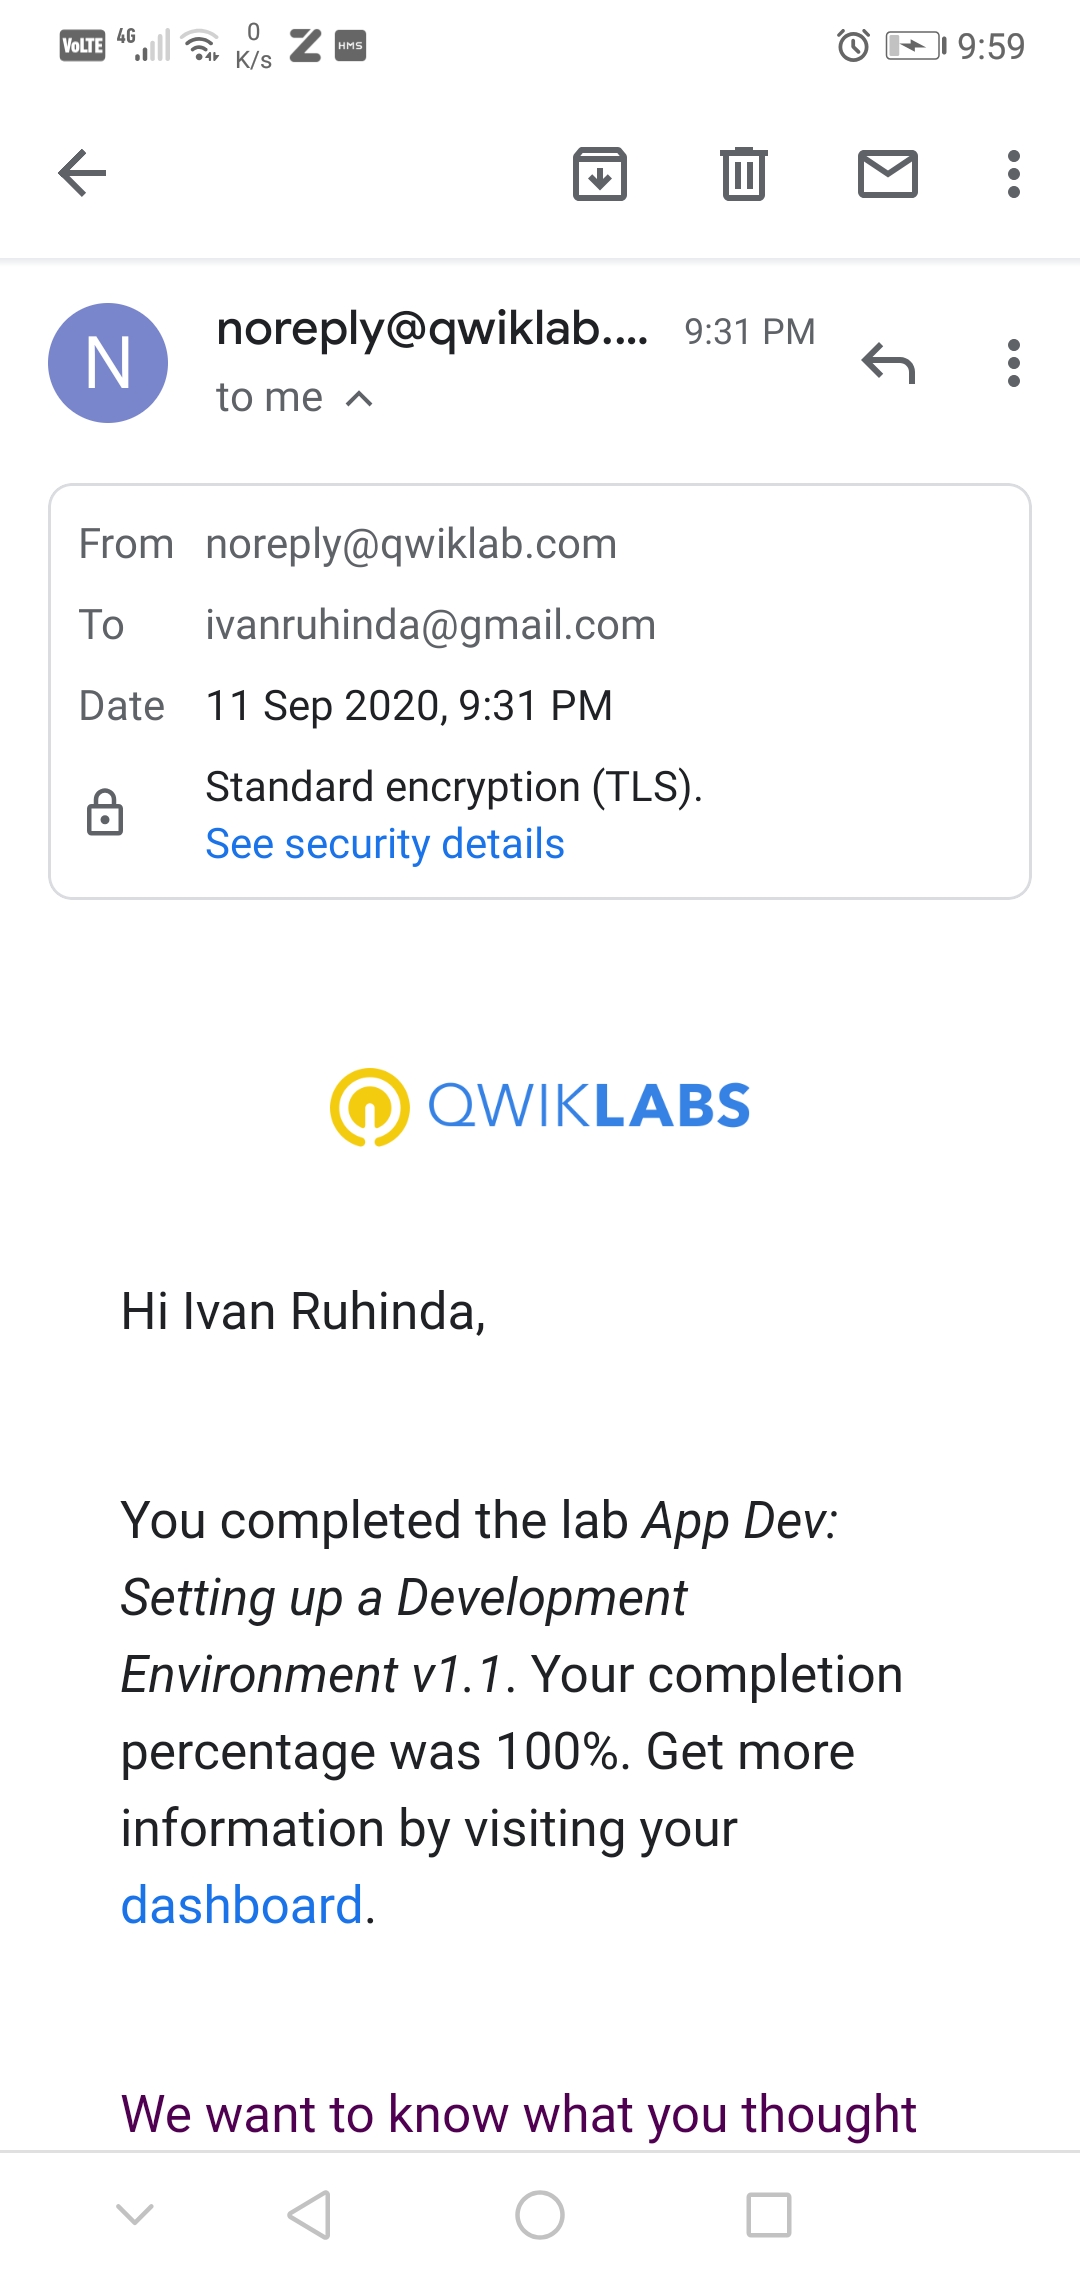 VoLTE 4G 0 K/s Z HMS 9:59
N
noreply@qwiklab.... 9:31 PM
to me
From noreply@qwiklab.com
To ivanruhinda@gmail.com
Date 11 Sep 2020, 9:31 PM
Standard encryption (TLS).
See security details
QWIKLABS
Hi Ivan Ruhinda,
You completed the lab App Dev:
Setting up a Development
Environment v1.1. Your completion
percentage was 100%. Get more
information by visiting your
dashboard.
We want to know what you thought